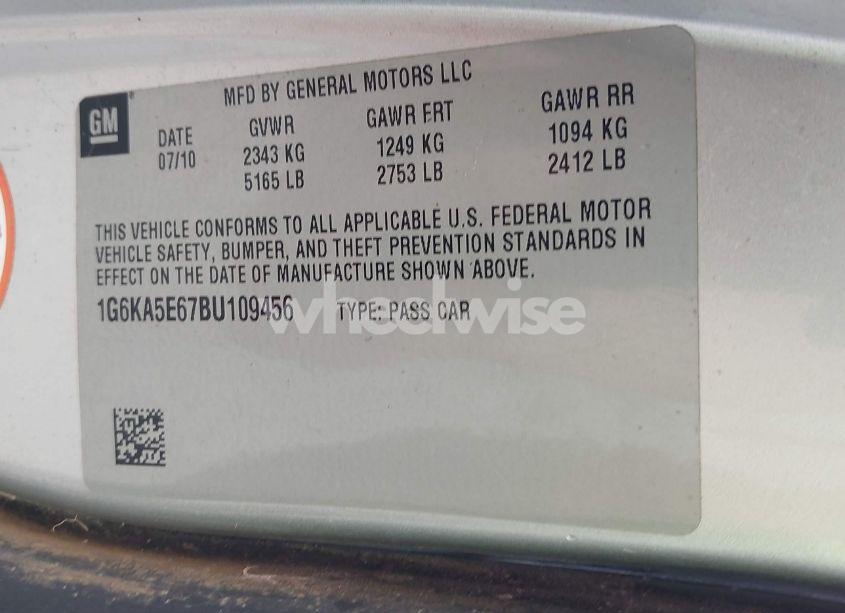 MFD BY GENERAL MOTORS LLC
GM
DATE GVWR GAWR FRT GAWR RR
07/10 2343 KG 1249 KG 1094 KG
5165 LB 2753 LB 2412 LB
THIS VEHICLE CONFORMS TO ALL APPLICABLE U.S. FEDERAL MOTOR
VEHICLE SAFETY, BUMPER, AND THEFT PREVENTION STANDARDS IN
EFFECT ON THE DATE OF MANUFACTURE SHOWN ABOVE.
1G6KA5E67BU109456 TYPE: PASS CAR
wheelwise